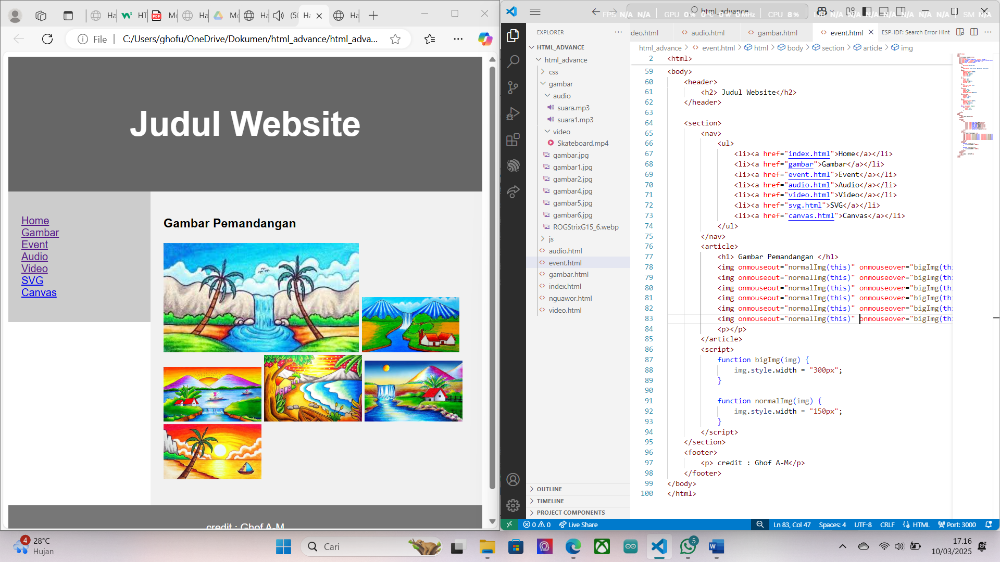 Ha
HT
Mo
Ha
Mo
Ha
(50
Ha
Ha
File
C:/Users/ghofu/OneDrive/Dokumen/html_advance/html_adva...
Judul Website
Home
Gambar
Event
Audio
Video
SVG
Canvas
Gambar Pemandangan
credit : Ghof A-M
html_advance
FPS N/A N/A
GPU 0% 0°C 0W 0MHz
CPU 8%
LAT N/A N/A N/A N/A N/A N/A N/A
SM N/A
EXPLORER
HTML_ADVANCE
html_advance
css
gambar
audio
suara.mp3
suara1.mp3
video
Skateboard.mp4
gambar.jpg
gambar1.jpg
gambar2.jpg
gambar4.jpg
gambar5.jpg
gambar6.jpg
ROGStrixG15_6.webp
js
audio.html
event.html
gambar.html
index.html
nguawor.html
video.html
OUTLINE
TIMELINE
PROJECT COMPONENTS
deo.html
audio.html
gambar.html
event.html
ESP-IDF: Search Error Hint
html_advance > event.html > html > body > section > article > img
2 <html>
59 <body>
60 <header>
61 <h2> Judul Website</h2>
62 </header>
63
64 <section>
65 <nav>
66 <ul>
67 <li><a href="index.html">Home</a></li>
68 <li><a href="gambar">Gambar</a></li>
69 <li><a href="event.html">Event</a></li>
70 <li><a href="audio.html">Audio</a></li>
71 <li><a href="video.html">Video</a></li>
72 <li><a href="svg.html">SVG</a></li>
73 <li><a href="canvas.html">Canvas</a></li>
74 </ul>
75 </nav>
76 <article>
77 <h1> Gambar Pemandangan </h1>
78 <img onmouseout="normalImg(this)" onmouseover="bigImg(thi
79 <img onmouseout="normalImg(this)" onmouseover="bigImg(thi
80 <img onmouseout="normalImg(this)" onmouseover="bigImg(thi
81 <img onmouseout="normalImg(this)" onmouseover="bigImg(thi
82 <img onmouseout="normalImg(this)" onmouseover="bigImg(thi
83 <img onmouseout="normalImg(this)" onmouseover="bigImg(thi
84 <p></p>
85 </article>
86 <script>
87 function bigImg(img) {
88 img.style.width = "300px";
89 }
90
91 function normalImg(img) {
92 img.style.width = "150px";
93 }
94 </script>
95 </section>
96 <footer>
97 <p> credit : Ghof A-M</p>
98 </footer>
99 </body>
100 </html>
0 0
Live Share
Ln 83, Col 47
Spaces: 4
UTF-8
CRLF
HTML
Port: 3000
4
28°C
Hujan
Cari
5
17.16
10/03/2025